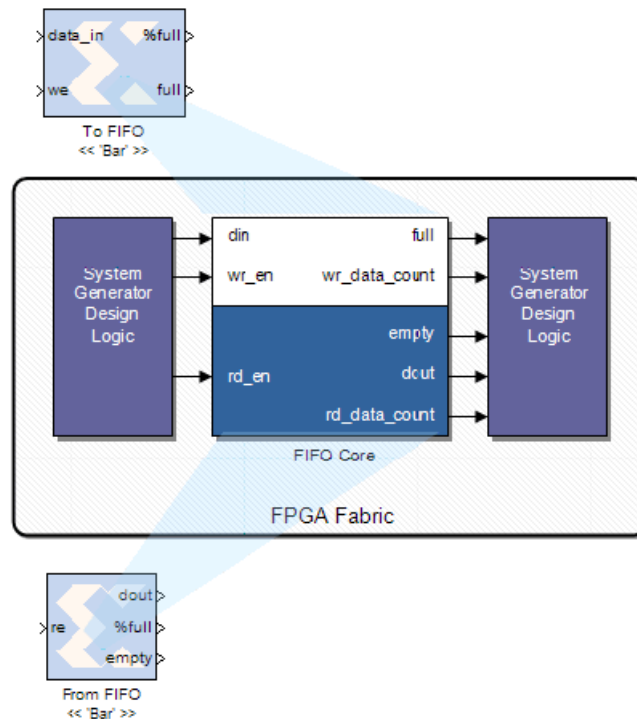 data_in %full
we full
To FIFO
<< 'Bar' >>
System
Generator
Design
Logic
din full
wr_en wr_data_count
empty
rd_en dout
rd_data_count
System
Generator
Design
Logic
FIFO Core
FPGA Fabric
dout
re %full
empty
From FIFO
<< 'Bar' >>